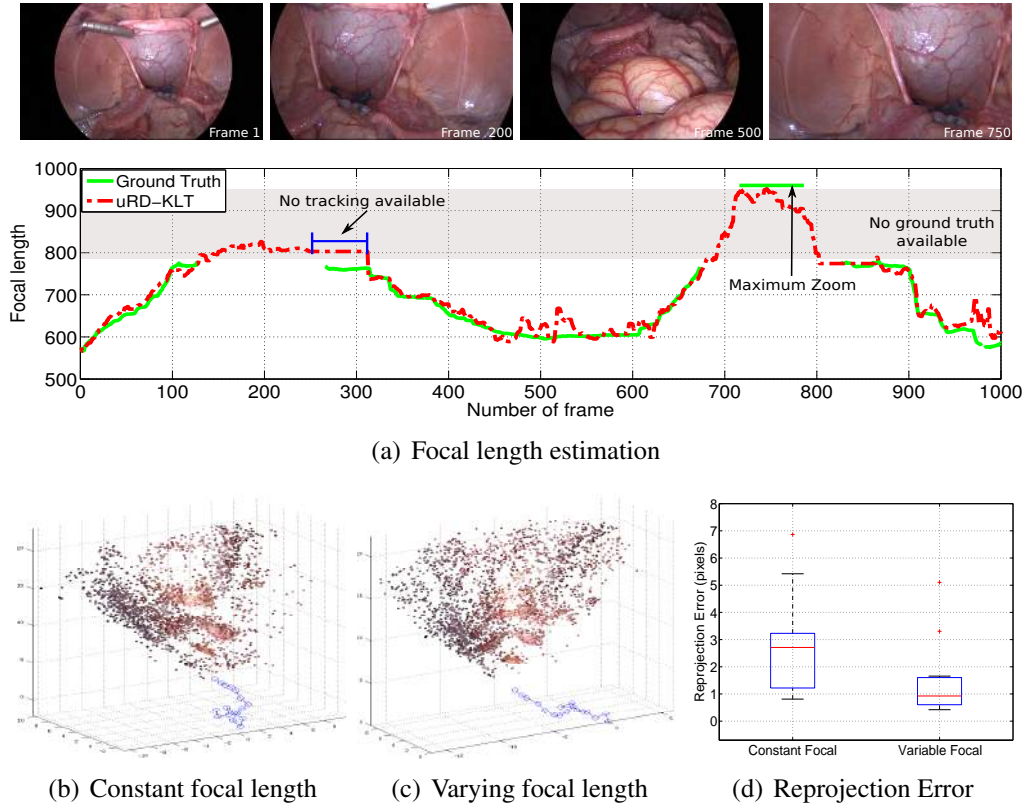 Frame 1
Frame 200
Frame 500
Frame 750
Ground Truth
uRD-KLT
No tracking available
No ground truth
available
Maximum Zoom
Focal length
1000
900
800
700
600
500
0 100 200 300 400 500 600 700 800 900 1000
Number of frame
(a) Focal length estimation
Reprojection Error (pixels)
8
7
6
5
4
3
2
1
0
Constant Focal Variable Focal
(b) Constant focal length
(c) Varying focal length
(d) Reprojection Error